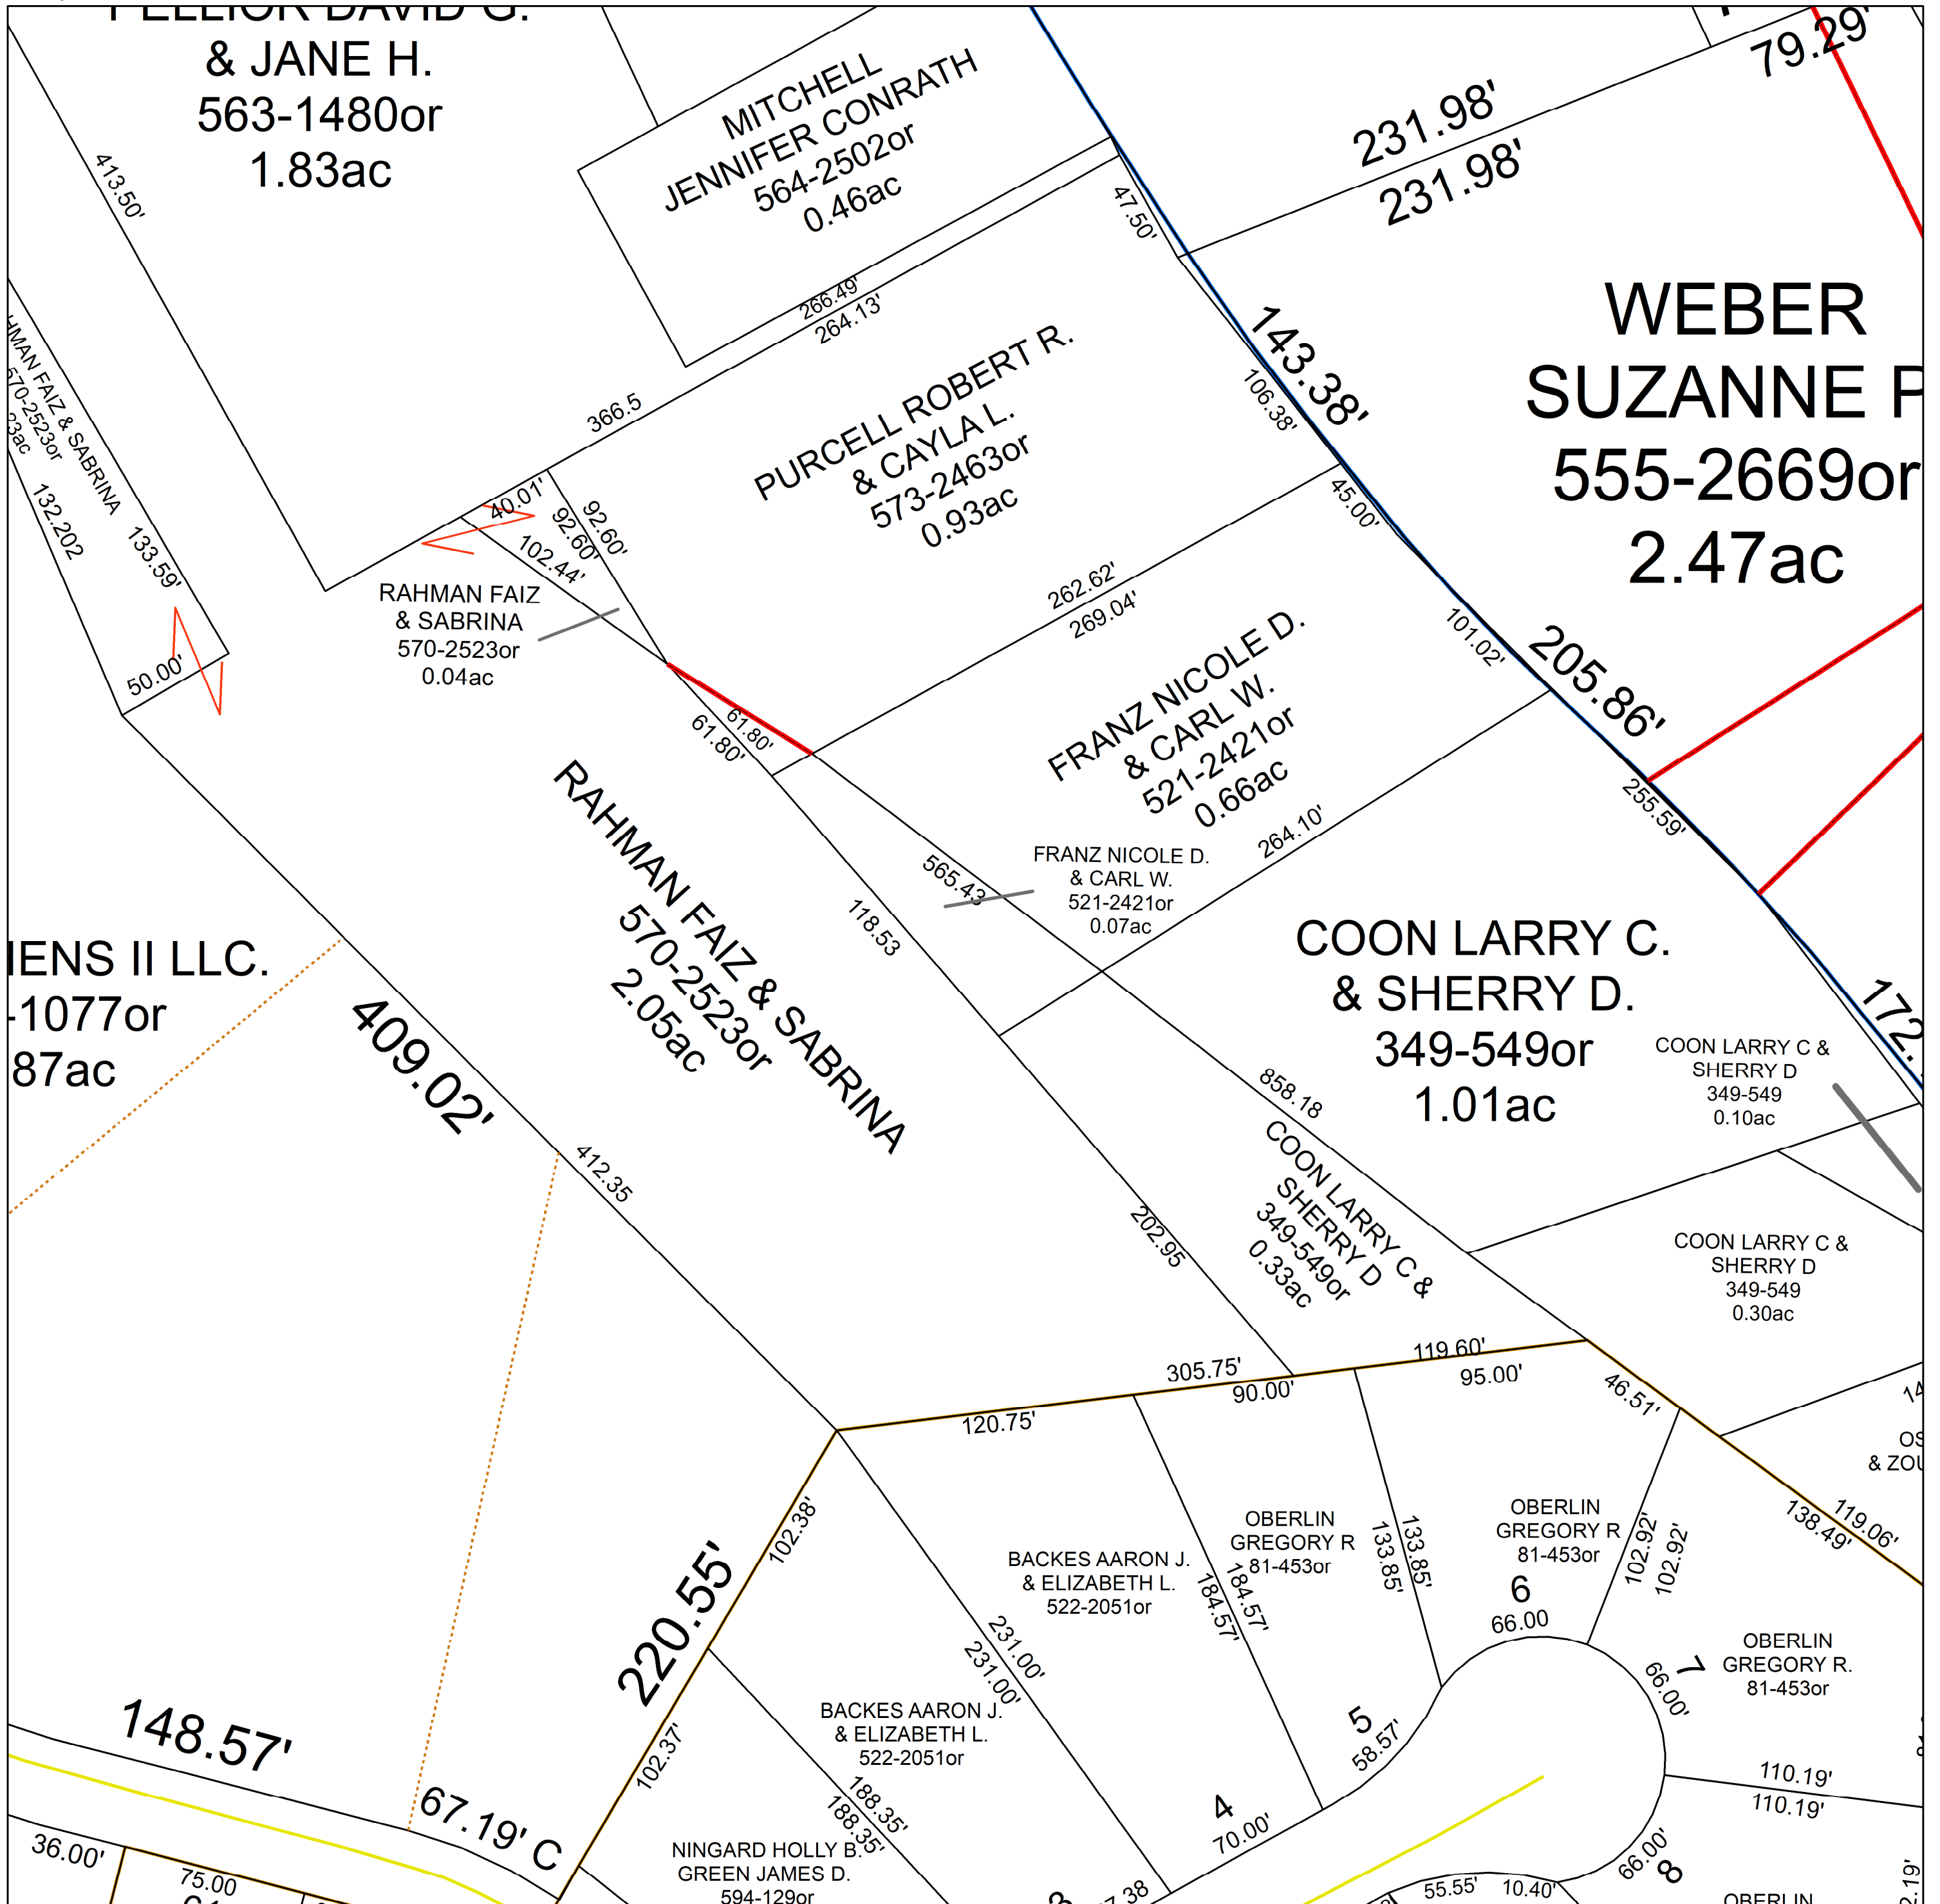 & JANE H.
563-1480or
1.83ac
413.50'
MITCHELL
JENNIFER CONRATH
564-2502or
0.46ac
79.29'
231.98'
231.98'
47.50'
266.49'
264.13'
366.5
143.38'
106.38'
WEBER
SUZANNE P
555-2669or
2.47ac
FAIZ & SABRINA
570-2523or
132.202
133.59'
50.00'
PURCELL ROBERT R.
& CAYLA L.
573-2463or
0.93ac
40.01'
92.60'
92.60'
102.44'
45.00'
RAHMAN FAIZ
& SABRINA
570-2523or
0.04ac
262.62'
269.04'
101.02'
205.86'
255.59'
61.80'
61.80'
FRANZ NICOLE D.
& CARL W.
521-2421or
0.66ac
264.10'
FRANZ NICOLE D.
& CARL W.
521-2421or
0.07ac
565.43
118.53
RAHMAN FAIZ & SABRINA
570-2523or
2.05ac
II LLC.
-1077or
87ac
409.02'
412.35
COON LARRY C.
& SHERRY D.
349-549or
1.01ac
172.
COON LARRY C &
SHERRY D
349-549
0.10ac
858.18
COON LARRY C &
SHERRY D
349-549or
0.33ac
202.95
COON LARRY C &
SHERRY D
349-549
0.30ac
305.75'
119.60'
90.00'
95.00'
120.75'
46.51'
14
OS
& ZOU
138.49'
119.06'
102.38'
220.55'
102.37'
BACKES AARON J.
& ELIZABETH L.
522-2051or
OBERLIN
GREGORY R
81-453or
OBERLIN
GREGORY R
81-453or
6
66.00
133.85'
133.85'
102.92'
102.92'
184.57'
184.57'
231.00'
231.00'
OBERLIN
GREGORY R.
81-453or
7
66.00'
BACKES AARON J.
& ELIZABETH L.
522-2051or
188.35'
188.35'
5
58.57'
4
70.00'
110.19'
110.19'
148.57'
67.19' C
36.00'
75.00
NINGARD HOLLY B.
GREEN JAMES D.
594-129or
7.38
55.55'
10.40'
66.00'
8
2.19'
OBERLIN